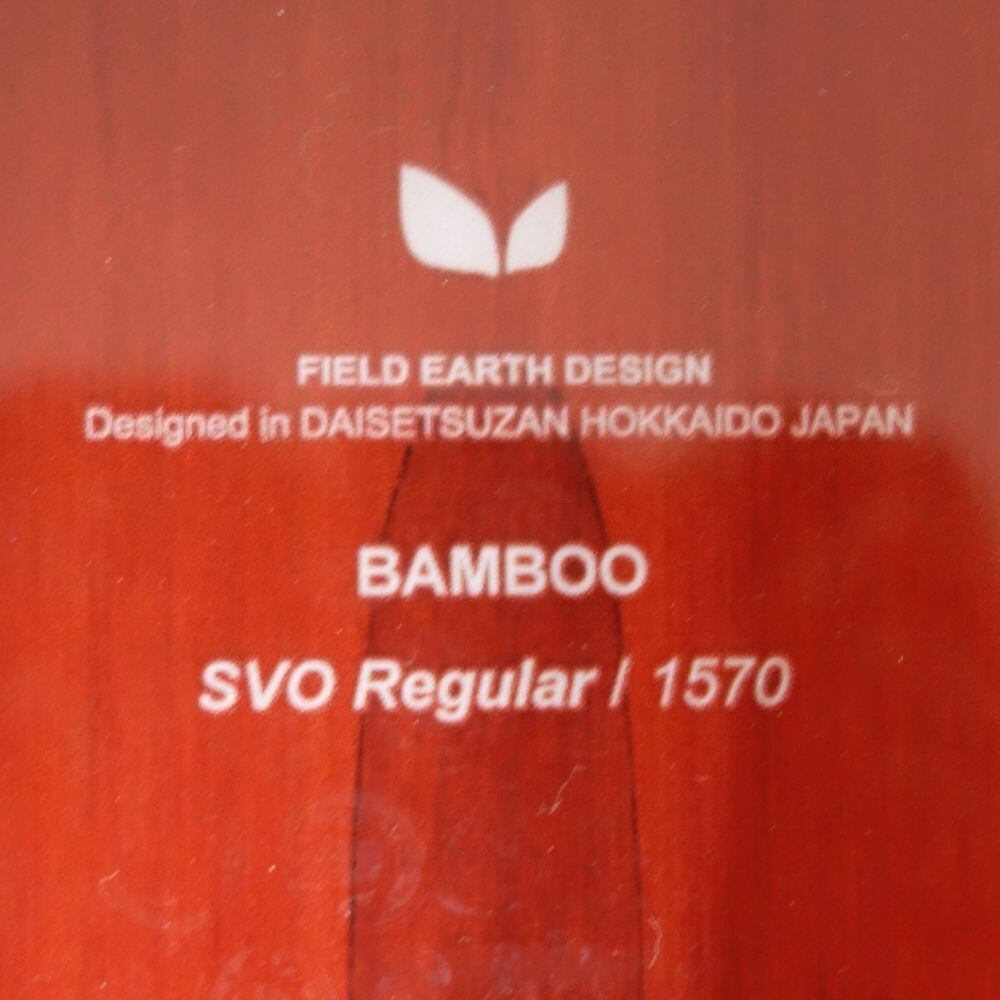 FIELD EARTH DESIGN
Designed in DAISETSUZAN HOKKAIDO JAPAN
BAMBOO
SVO Regular / 1570